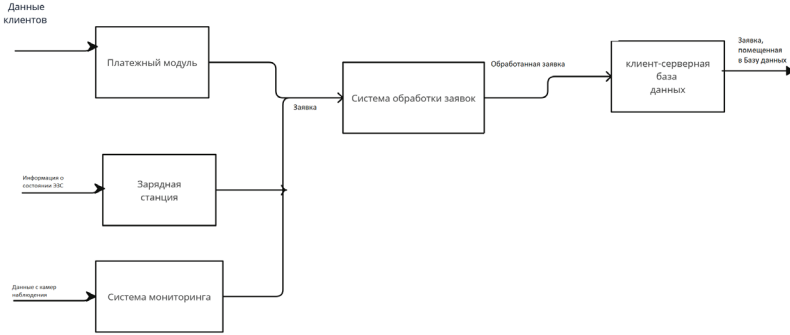 Данные
клиентов
Платежный модуль
Заявка
Система обработки заявок
Обработанная заявка
клиент-серверная
база
данных
Заявка,
помещенная
в Базу данных
Информация о
состоянии ЭЗС
Зарядная
станция
Данные с камер
наблюдения
Система мониторинга